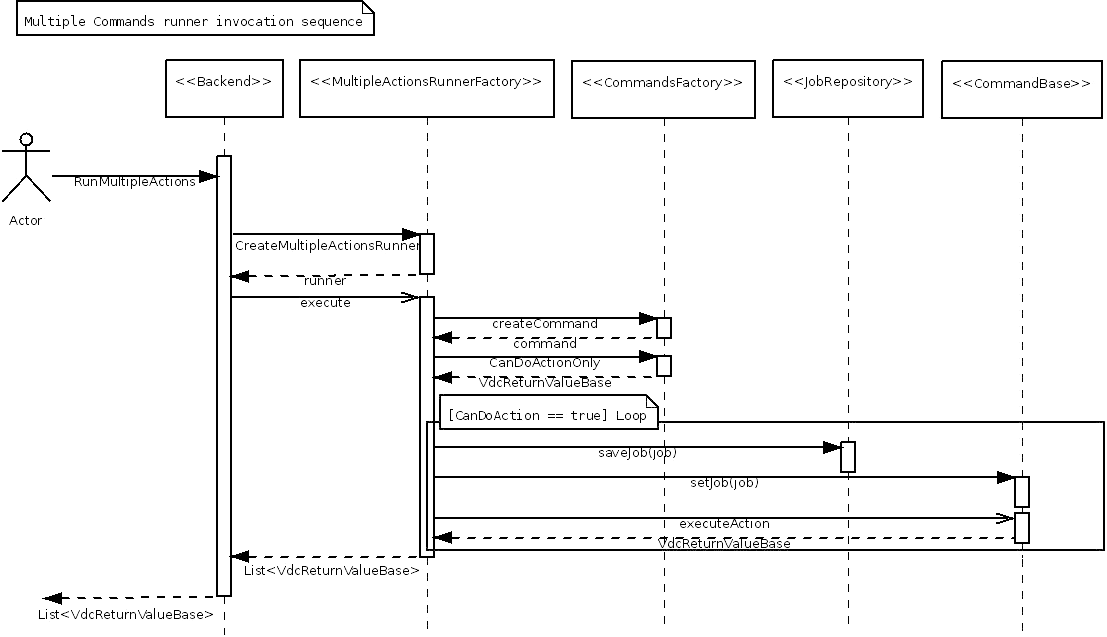 Multiple Commands runner invocation sequence
<<Backend>>
<<MultipleActionsRunnerFactory>>
<<CommandsFactory>>
<<JobRepository>>
<<CommandBase>>
RunMultipleActions
Actor
CreateMultipleActionsRunner
runner
execute
createCommand
command
CanDoActionOnly
VdcReturnValueBase
[CanDoAction == true] Loop
saveJob(job)
setJob(job)
executeAction
VdcReturnValueBase
List<VdcReturnValueBase>
List<VdcReturnValueBase>